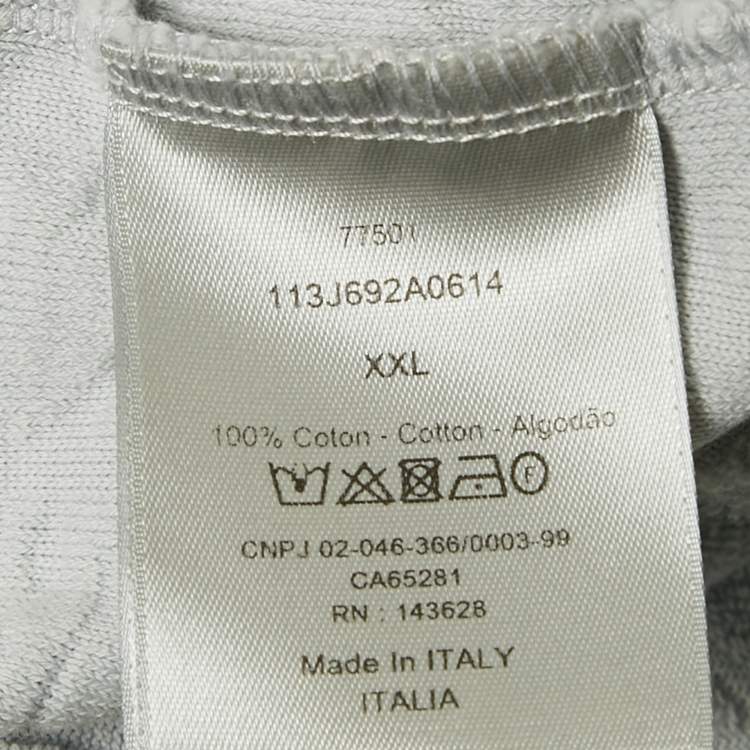 77501
113J692A0614
XXL
100% Coton - Cotton - Algodão
F
CNPJ 02-046-366/0003-99
CA65281
RN : 143628
Made In ITALY
ITALIA